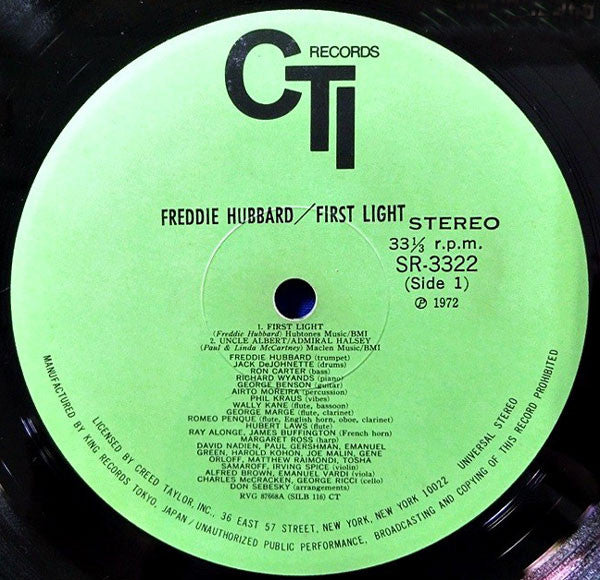 CTI RECORDS
FREDDIE HUBBARD/FIRST LIGHT
STEREO
33⅓ r.p.m.
SR-3322
(Side 1)
℗ 1972
1. FIRST LIGHT
(Freddie Hubbard) Hubtones Music/BMI
2. UNCLE ALBERT/ADMIRAL HALSEY
(Paul & Linda McCartney) Maclen Music/BMI
FREDDIE HUBBARD (trumpet)
JACK DeJOHNETTE (drums)
RON CARTER (bass)
RICHARD WYANDS (piano)
GEORGE BENSON (guitar)
AIRTO MOREIRA (percussion)
PHIL KRAUS (vibes)
WALLY KANE (flute, bassoon)
GEORGE MARGE (flute, clarinet)
ROMEO PENQUE (flute, English horn, oboe, clarinet)
HUBERT LAWS (flute)
RAY ALONGE, JAMES BUFFINGTON (French horn)
MARGARET ROSS (harp)
DAVID NADIEN, PAUL GERSHMAN, EMANUEL
GREEN, HAROLD KOHON, JOE MALIN, GENE
ORLOFF, MATTHEW RAIMONDI, TOSHA
SAMAROFF, IRVING SPICE (violin)
ALFRED BROWN, EMANUEL VARDI (viola)
CHARLES McCRACKEN, GEORGE RICCI (cello)
DON SEBESKY (arrangements)
RVG 87668A (SILB 116) CT
LICENSED BY CREED TAYLOR, INC., 36 EAST 57 STREET, NEW YORK, NEW YORK 10022 UNIVERSAL STEREO
MANUFACTURED BY KING RECORDS TOKYO, JAPAN/UNAUTHORIZED PUBLIC PERFORMANCE, BROADCASTING AND COPYING OF THIS RECORD PROHIBITED